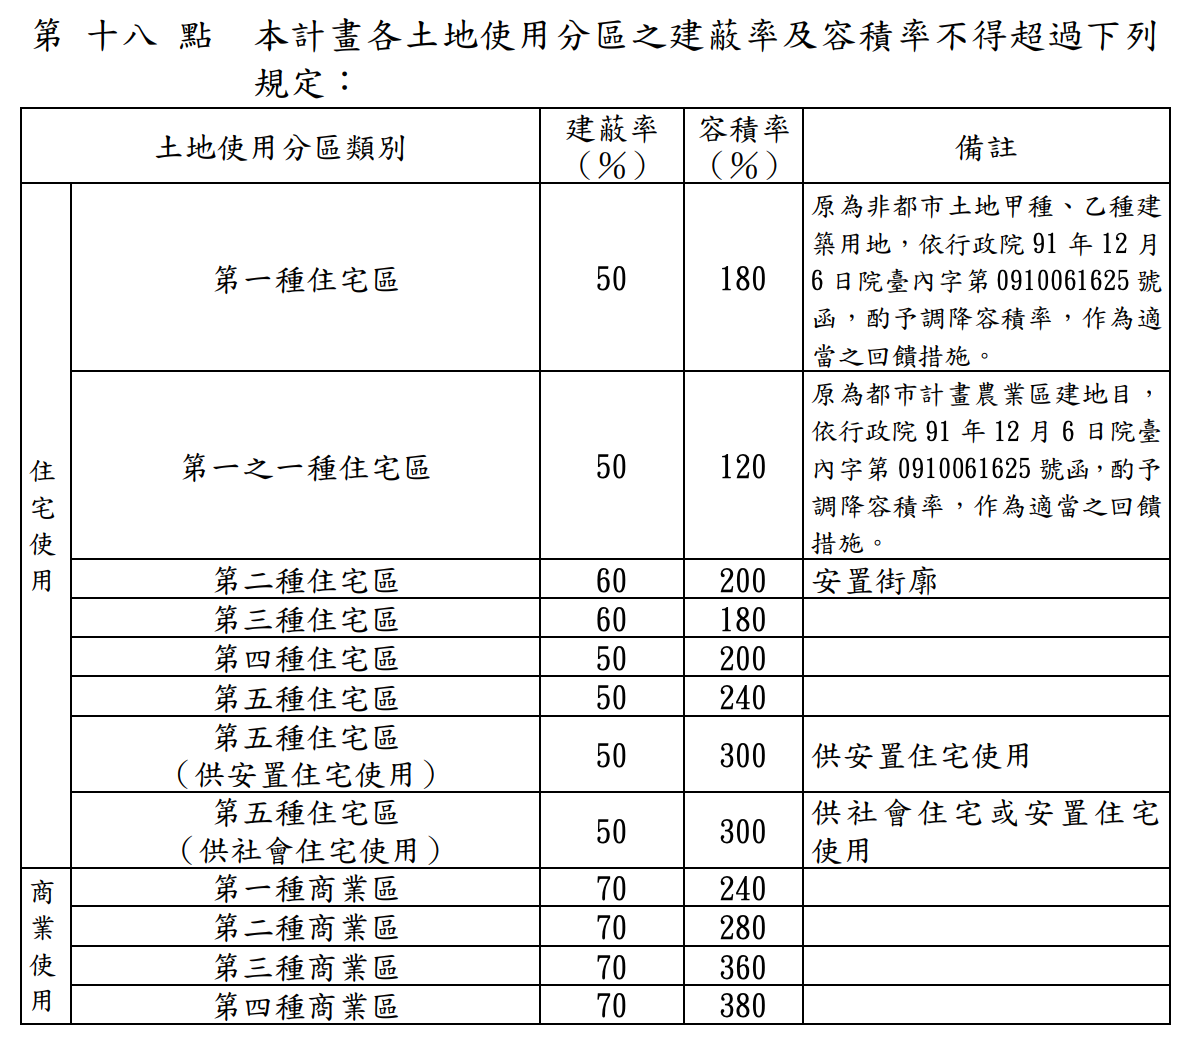 第 十八 點 本計畫各土地使用分區之建蔽率及容積率不得超過下列
規定：
土地使用分區類別 建蔽率（%） 容積率（%） 備註
住宅使用
第一種住宅區 50 180
原為非都市土地甲種、乙種建
築用地，依行政院 91 年 12 月
6 日院臺內字第 0910061625 號
函，酌予調降容積率，作為適
當之回饋措施。
第一之一種住宅區 50 120
原為都市計畫農業區建地目，
依行政院 91 年 12 月 6 日院臺
內字第 0910061625 號函，酌予
調降容積率，作為適當之回饋
措施。
第二種住宅區 60 200 安置街廓
第三種住宅區 60 180
第四種住宅區 50 200
第五種住宅區 50 240
第五種住宅區
（供安置住宅使用） 50 300 供安置住宅使用
第五種住宅區
（供社會住宅使用） 50 300 供社會住宅或安置住宅
使用
商業使用
第一種商業區 70 240
第二種商業區 70 280
第三種商業區 70 360
第四種商業區 70 380